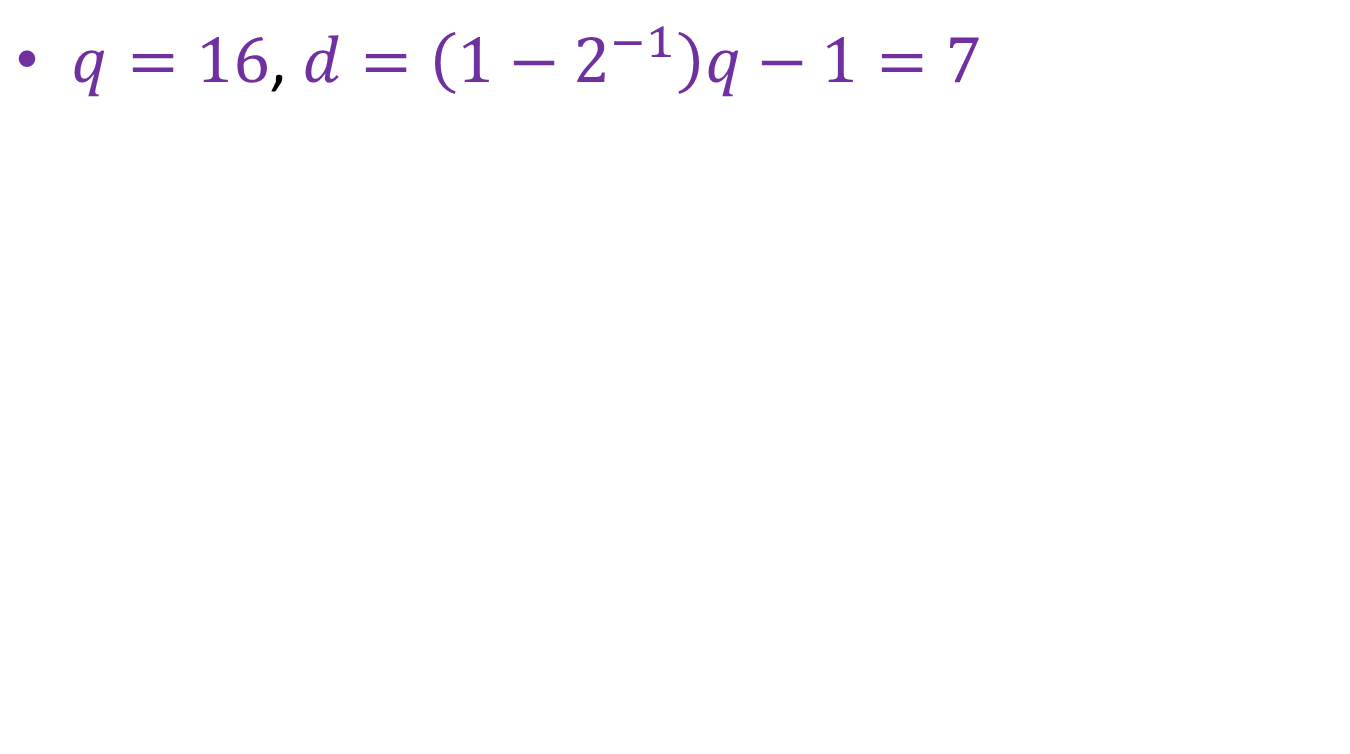 • q = 16, d = (1 − 2⁻¹)q − 1 = 7